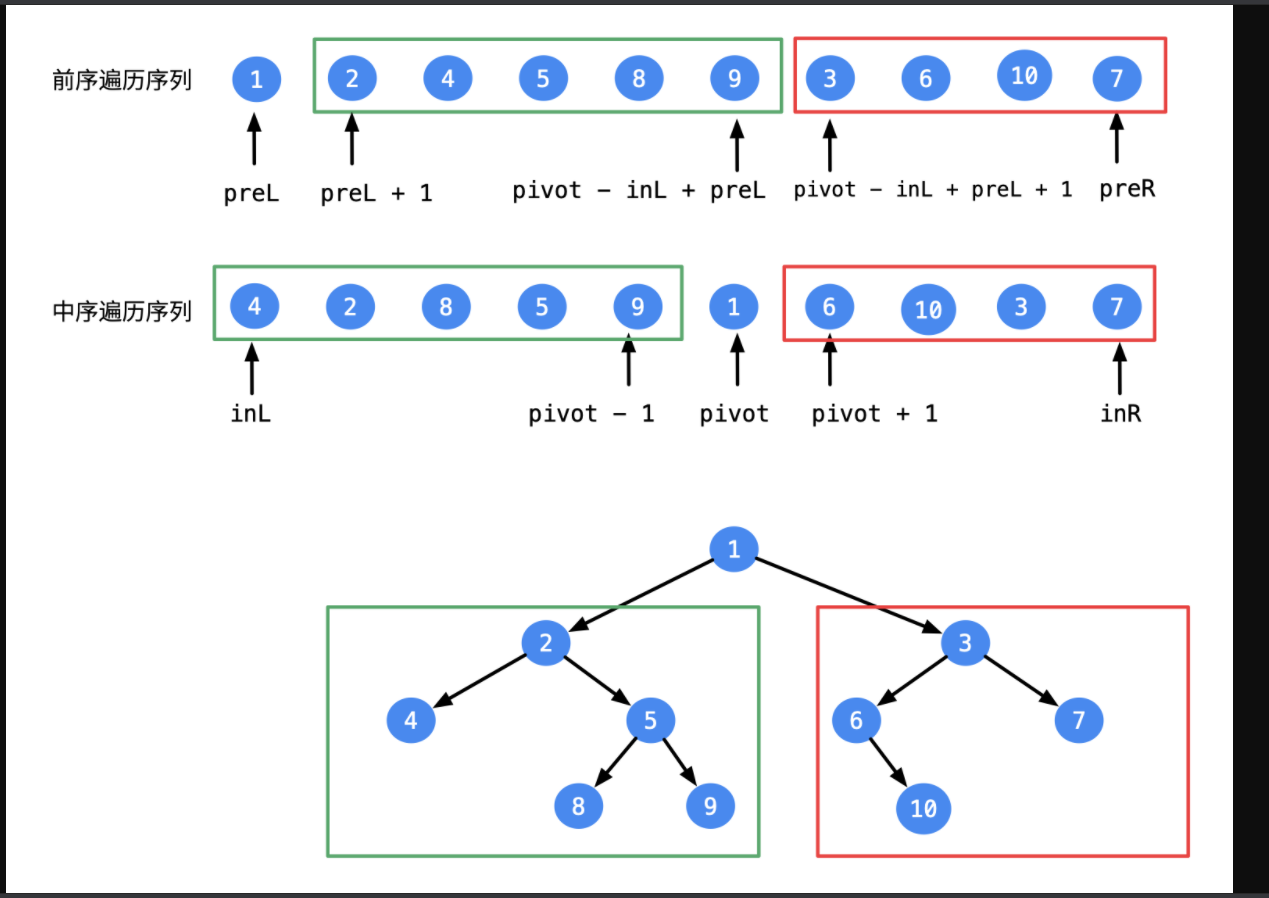 前序遍历序列 1 2 4 5 8 9 3 6 10 7
preL preL + 1 pivot - inL + preL pivot - inL + preL + 1 preR
中序遍历序列 4 2 8 5 9 1 6 10 3 7
inL pivot - 1 pivot pivot + 1 inR
1
2 3
4 5 6 7
8 9 10